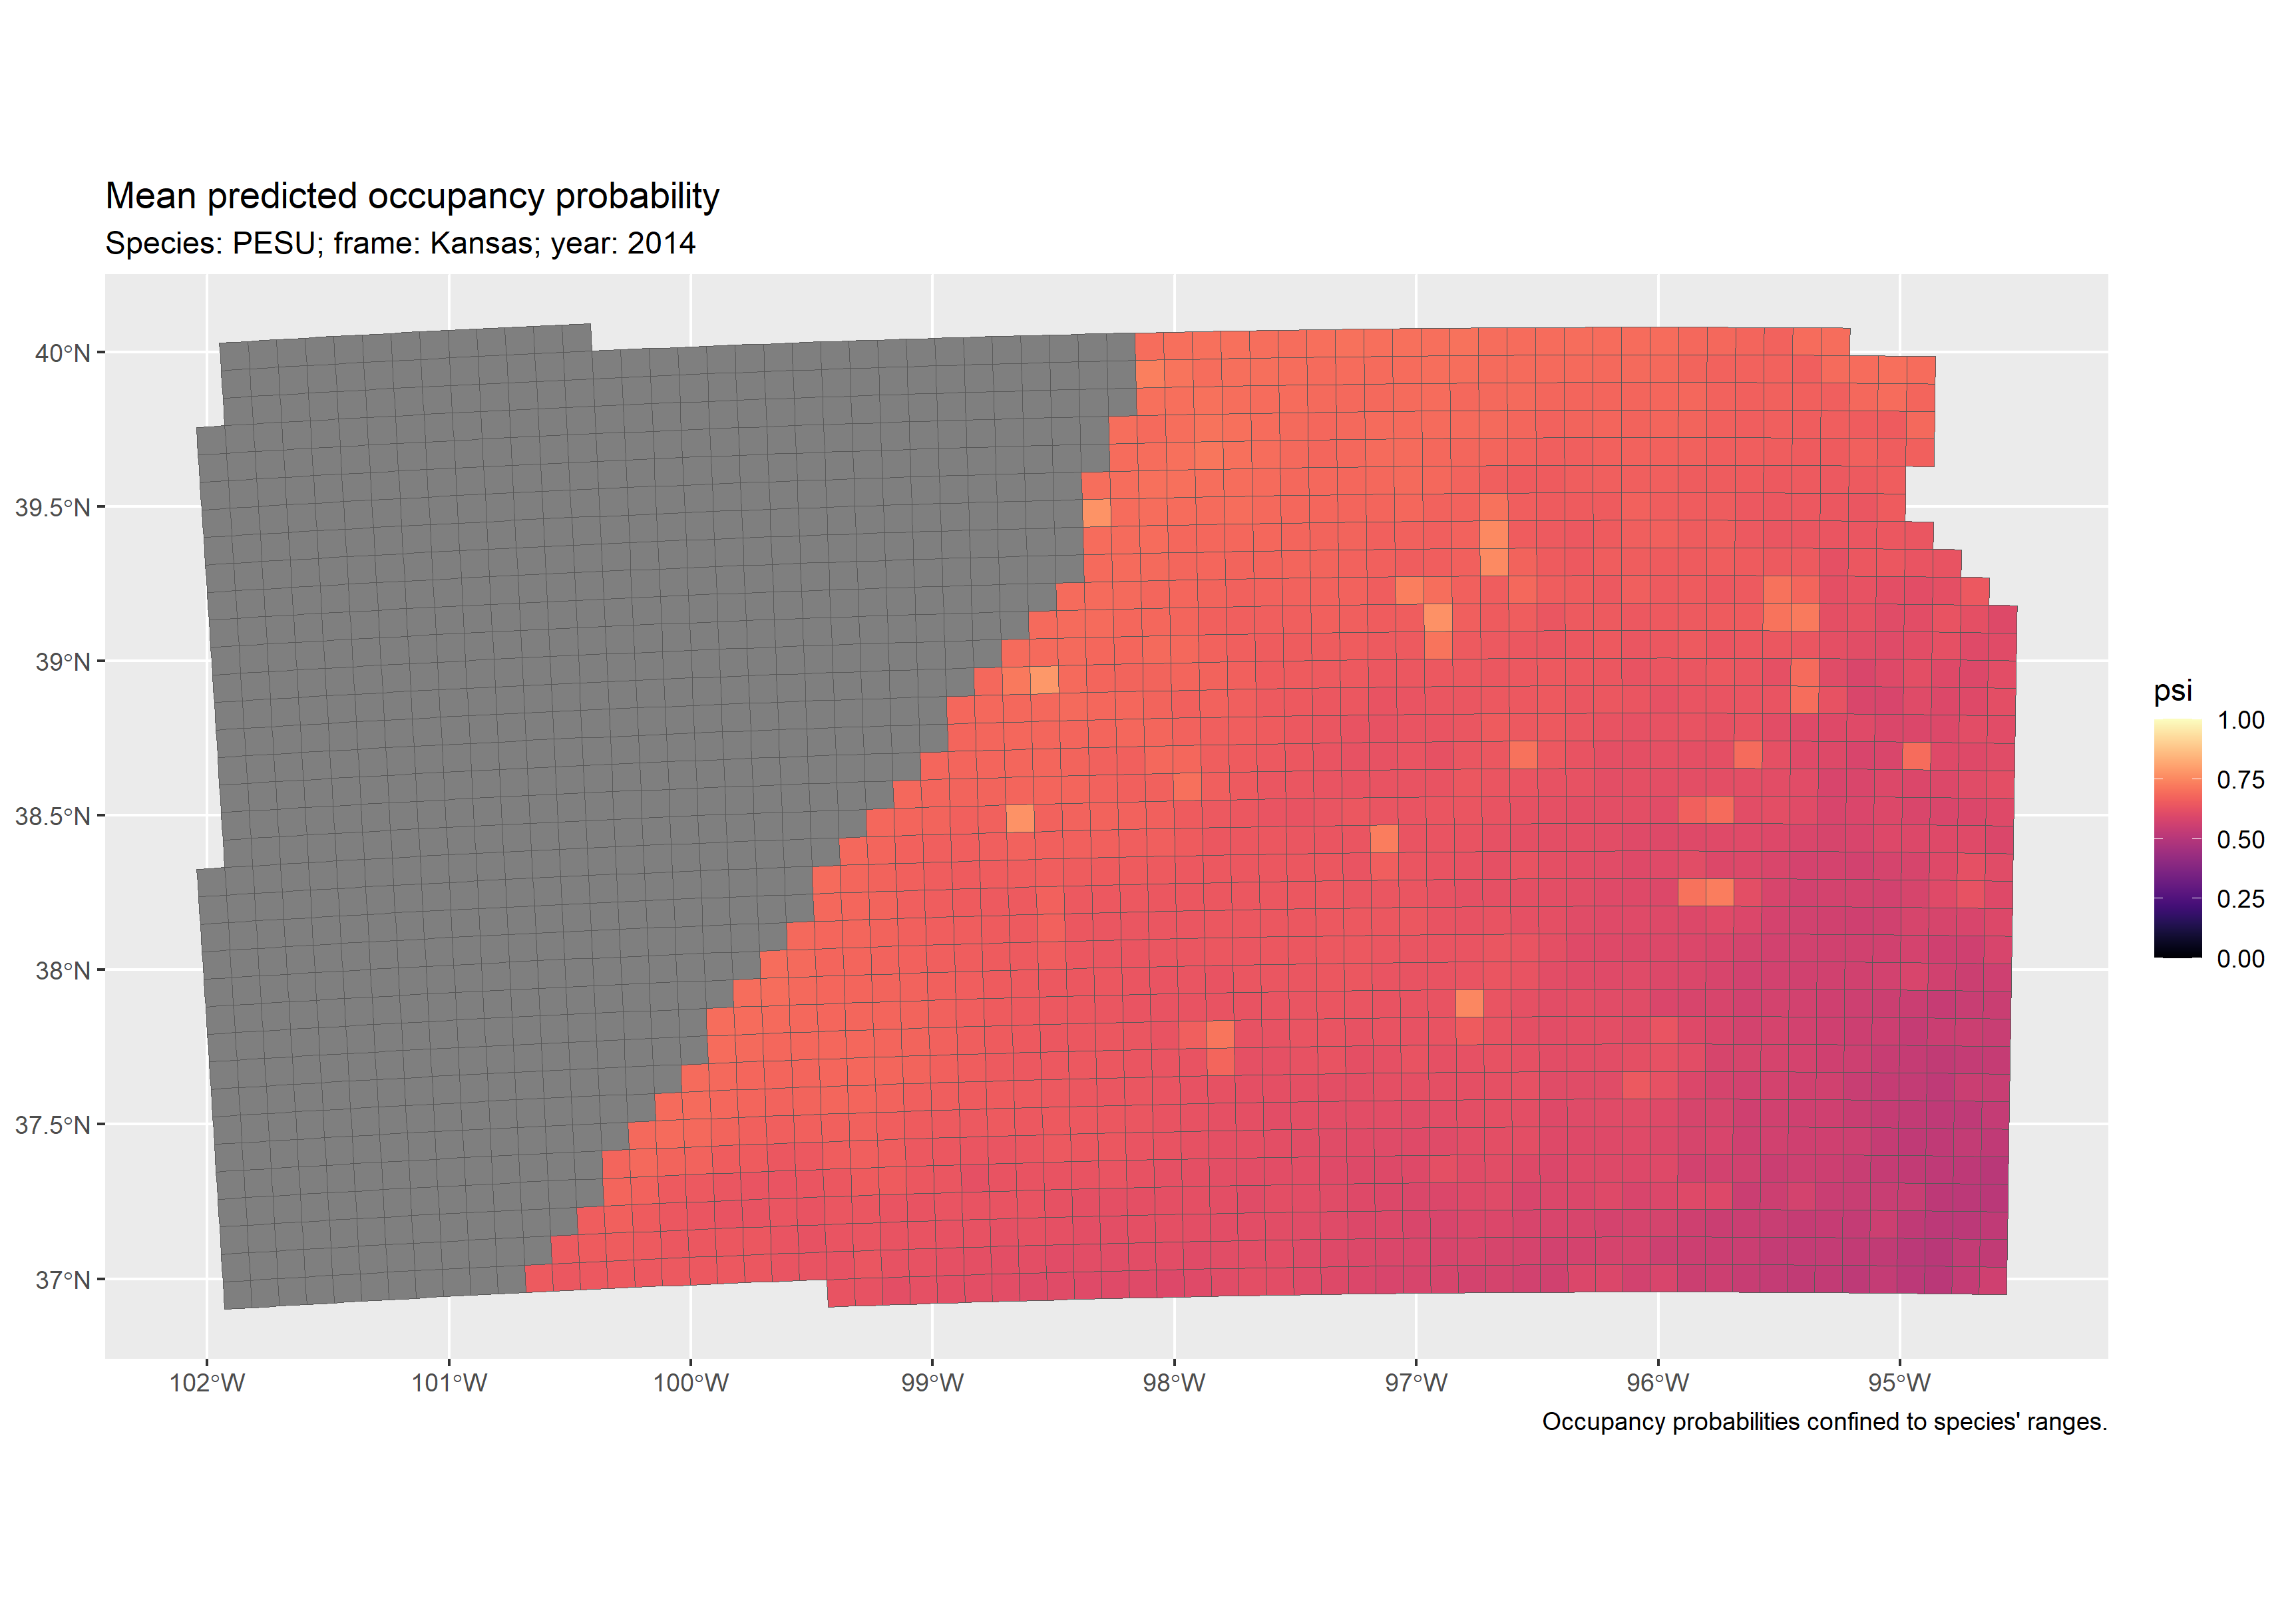 Mean predicted occupancy probability
Species: PESU; frame: Kansas; year: 2014
40°N
39.5°N
39°N
38.5°N
38°N
37.5°N
37°N
102°W
101°W
100°W
99°W
98°W
97°W
96°W
95°W
psi
1.00
0.75
0.50
0.25
0.00
Occupancy probabilities confined to species' ranges.